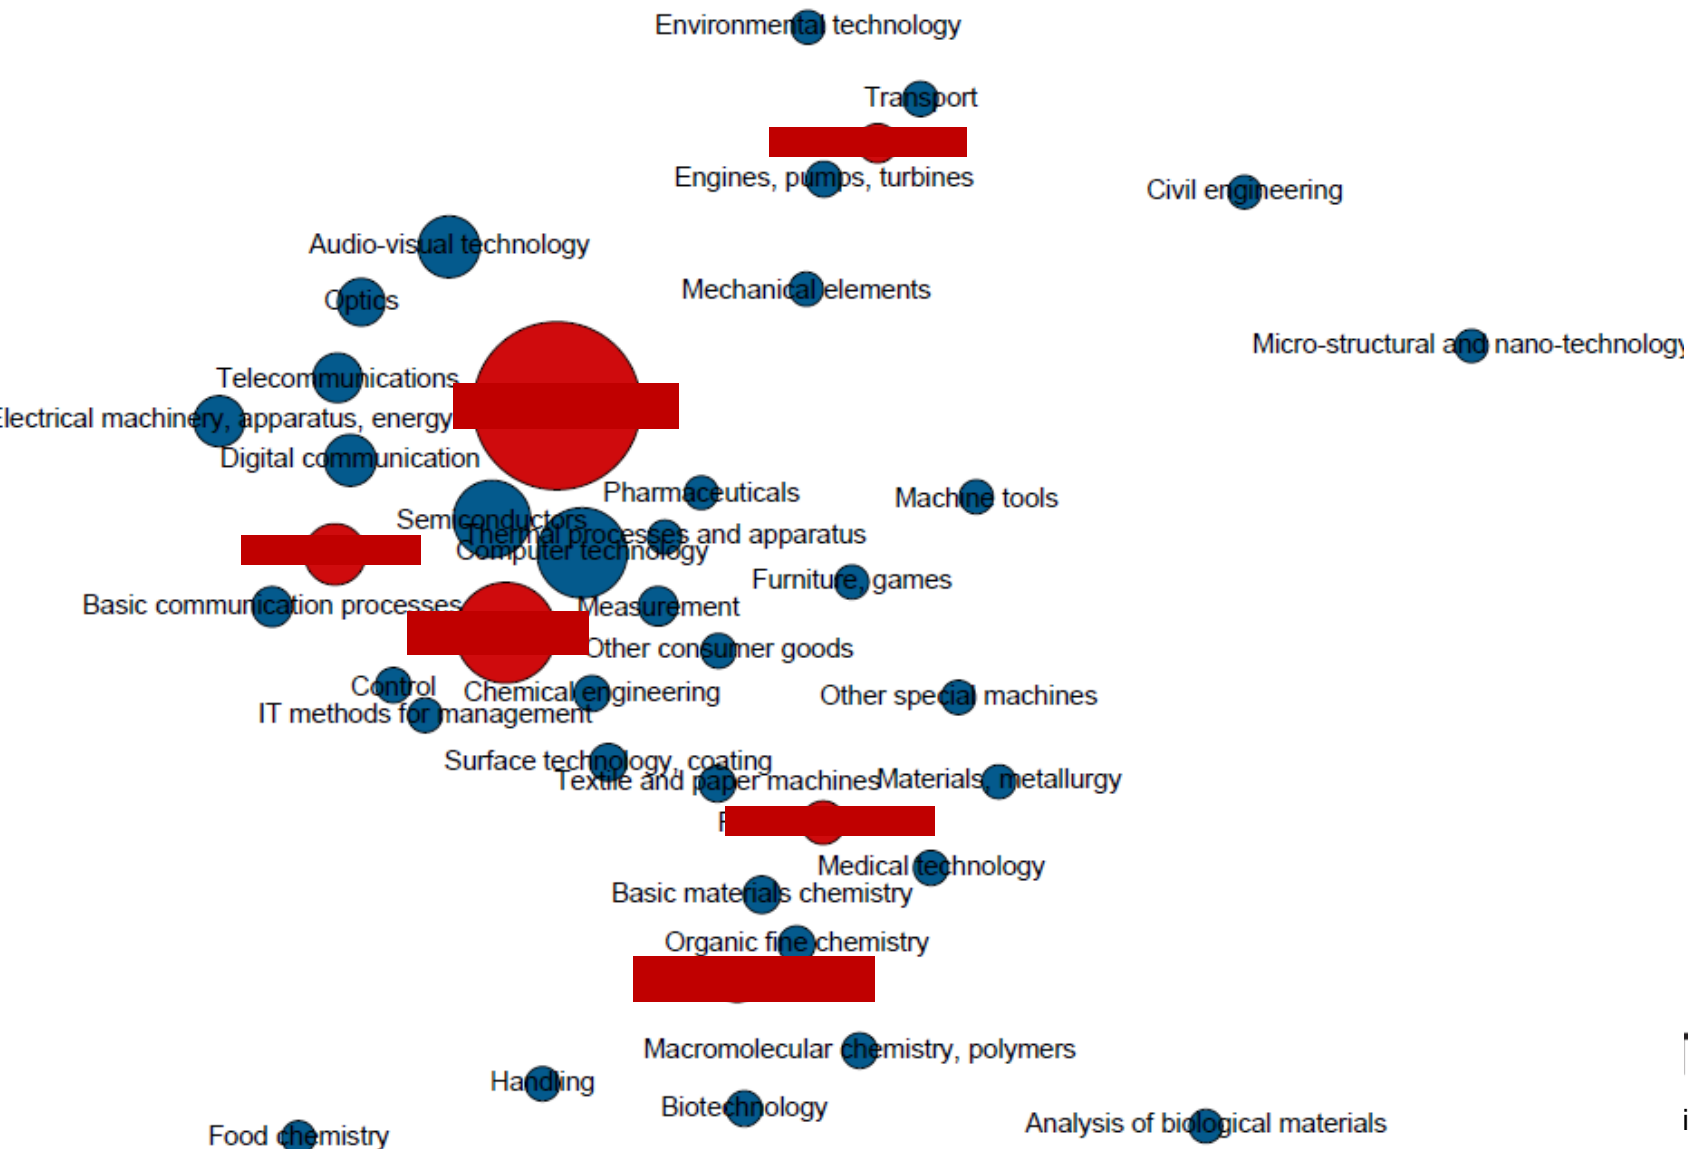 Environmental technology
Transport
Engines, pumps, turbines
Civil engineering
Audio-visual technology
Mechanical elements
Optics
Micro-structural and nano-technology
Telecommunications
Electrical machinery, apparatus, energy
Digital communication
Pharmaceuticals
Machine tools
Semiconductors
Thermal processes and apparatus
Computer technology
Furniture, games
Basic communication processes
Measurement
Other consumer goods
Control
Chemical engineering
Other special machines
IT methods for management
Surface technology, coating
Textile and paper machines
Materials, metallurgy
Medical technology
Basic materials chemistry
Organic fine chemistry
Macromolecular chemistry, polymers
Handling
Biotechnology
Analysis of biological materials
Food chemistry